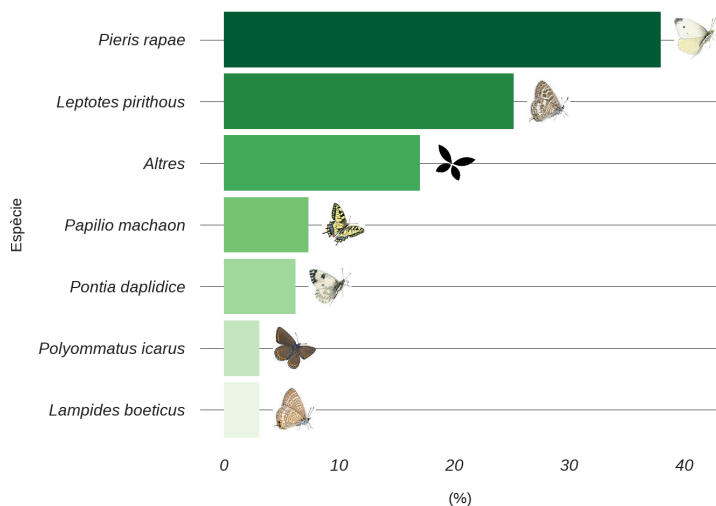 Pieris rapae
Leptotes pirithous
Altres
Papilio machaon
Pontia daplidice
Polyommatus icarus
Lampides boeticus
Espècie
0 10 20 30 40
(%)